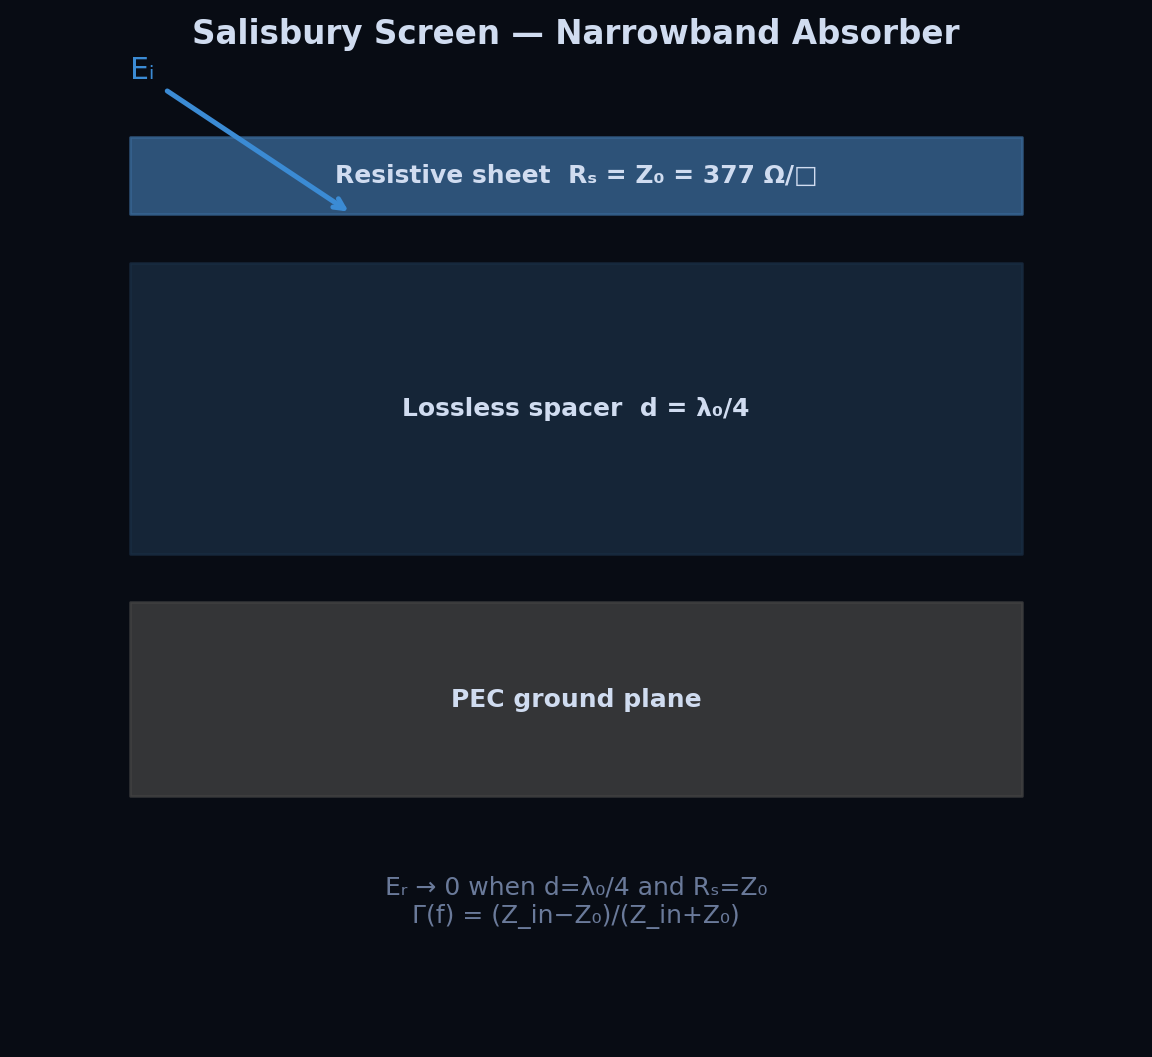 Salisbury Screen — Narrowband Absorber
Eᵢ
Resistive sheet  Rₛ = Z₀ = 377 Ω/□
Lossless spacer  d = λ₀/4
PEC ground plane
Eᵣ → 0 when d=λ₀/4 and Rₛ=Z₀
Γ(f) = (Z_in−Z₀)/(Z_in+Z₀)